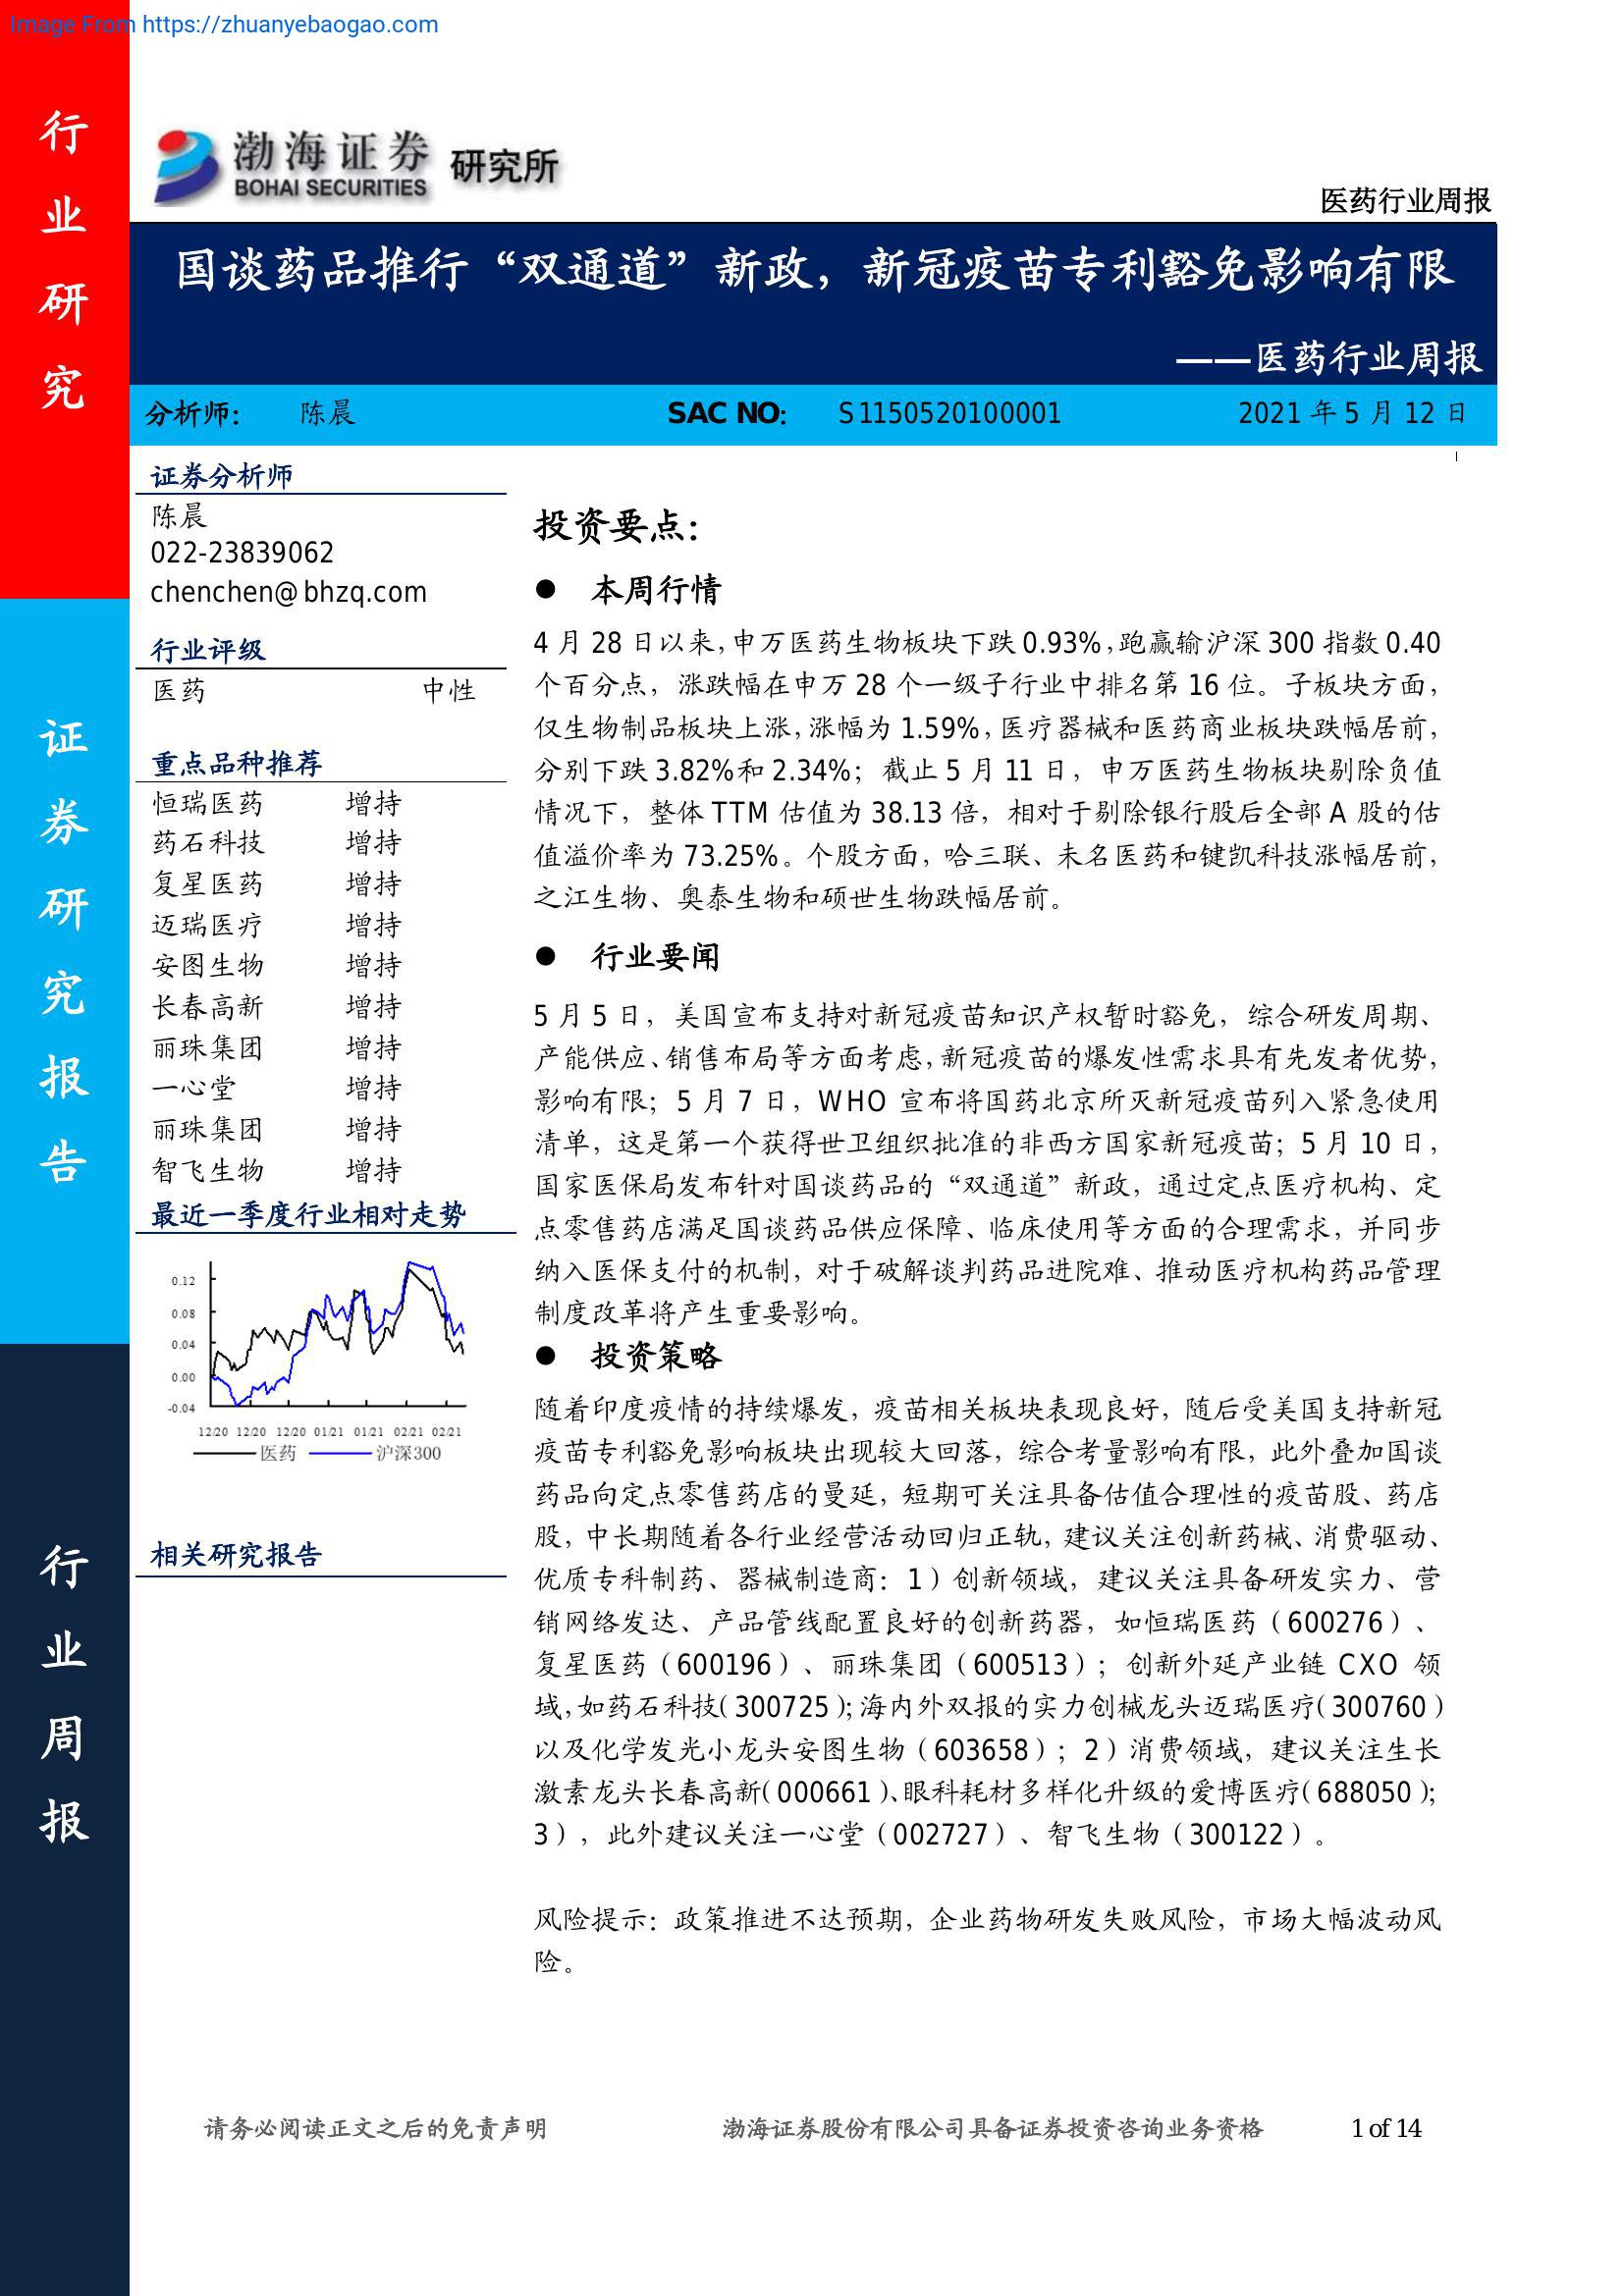 Image From https://zhuanyebaogao.com
行业研究
证券研究报告
行业周报
渤海证券 研究所
BOHAI SECURITIES
医药行业周报
国谈药品推行“双通道”新政，新冠疫苗专利豁免影响有限
——医药行业周报
分析师： 陈晨 SAC NO： S1150520100001 2021 年 5 月 12 日
证券分析师
陈晨
022-23839062
chenchen@bhzq.com
行业评级
医药 中性
重点品种推荐
恒瑞医药 增持
药石科技 增持
复星医药 增持
迈瑞医疗 增持
安图生物 增持
长春高新 增持
丽珠集团 增持
一心堂 增持
丽珠集团 增持
智飞生物 增持
最近一季度行业相对走势
0.12
0.08
0.04
0.00
-0.04
12/20 12/20 12/20 01/21 01/21 02/21 02/21
医药 沪深300
相关研究报告
投资要点：
● 本周行情
4 月 28 日以来，申万医药生物板块下跌 0.93%，跑赢输沪深 300 指数 0.40
个百分点，涨跌幅在申万 28 个一级子行业中排名第 16 位。子板块方面，
仅生物制品板块上涨，涨幅为 1.59%，医疗器械和医药商业板块跌幅居前，
分别下跌 3.82%和 2.34%；截止 5 月 11 日，申万医药生物板块剔除负值
情况下，整体 TTM 估值为 38.13 倍，相对于剔除银行股后全部 A 股的估
值溢价率为 73.25%。个股方面，哈三联、未名医药和键凯科技涨幅居前，
之江生物、奥泰生物和硕世生物跌幅居前。
● 行业要闻
5 月 5 日，美国宣布支持对新冠疫苗知识产权暂时豁免，综合研发周期、
产能供应、销售布局等方面考虑，新冠疫苗的爆发性需求具有先发者优势，
影响有限；5 月 7 日，WHO 宣布将国药北京所灭新冠疫苗列入紧急使用
清单，这是第一个获得世卫组织批准的非西方国家新冠疫苗；5 月 10 日，
国家医保局发布针对国谈药品的“双通道”新政，通过定点医疗机构、定
点零售药店满足国谈药品供应保障、临床使用等方面的合理需求，并同步
纳入医保支付的机制，对于破解谈判药品进院难、推动医疗机构药品管理
制度改革将产生重要影响。
● 投资策略
随着印度疫情的持续爆发，疫苗相关板块表现良好，随后受美国支持新冠
疫苗专利豁免影响板块出现较大回落，综合考量影响有限，此外叠加国谈
药品向定点零售药店的曼延，短期可关注具备估值合理性的疫苗股、药店
股，中长期随着各行业经营活动回归正轨，建议关注创新药械、消费驱动、
优质专科制药、器械制造商：1）创新领域，建议关注具备研发实力、营
销网络发达、产品管线配置良好的创新药器，如恒瑞医药（600276）、
复星医药（600196）、丽珠集团（600513）；创新外延产业链 CXO 领
域，如药石科技（300725）；海内外双报的实力创械龙头迈瑞医疗（300760）
以及化学发光小龙头安图生物（603658）；2）消费领域，建议关注生长
激素龙头长春高新（000661）、眼科耗材多样化升级的爱博医疗（688050）；
3），此外建议关注一心堂（002727）、智飞生物（300122）。
风险提示：政策推进不达预期，企业药物研发失败风险，市场大幅波动风
险。
请务必阅读正文之后的免责声明 渤海证券股份有限公司具备证券投资咨询业务资格 1 of 14